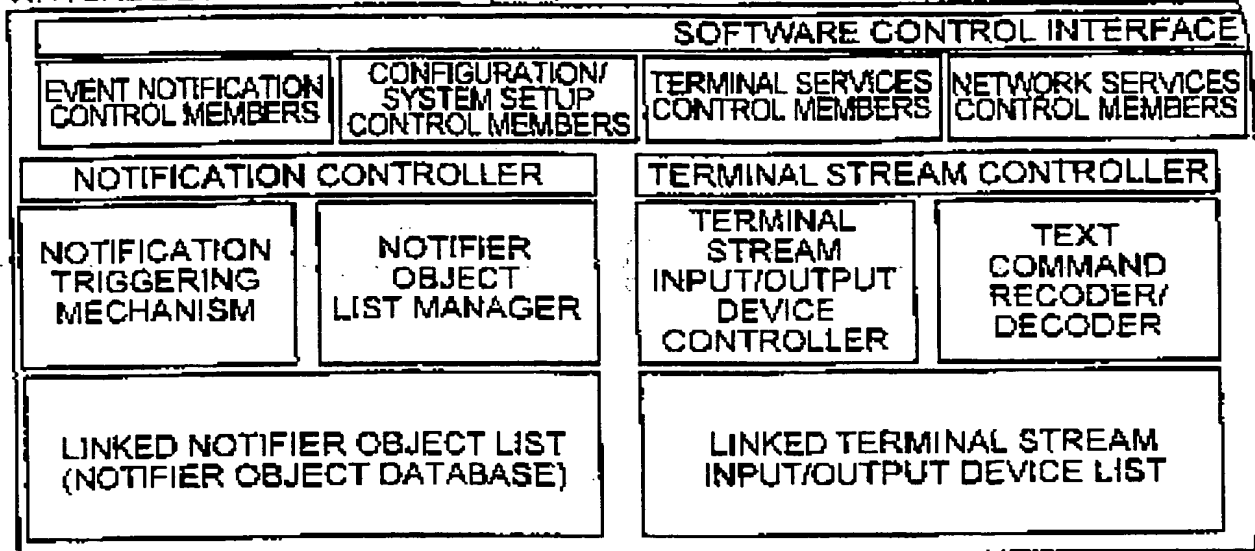 SOFTWARE CONTROL INTERFACE
EVENT NOTIFICATION
CONTROL MEMBERS
CONFIGURATION/
SYSTEM SETUP
CONTROL MEMBERS
TERMINAL SERVICES
CONTROL MEMBERS
NETWORK SERVICES
CONTROL MEMBERS
NOTIFICATION CONTROLLER
TERMINAL STREAM CONTROLLER
NOTIFICATION
TRIGGERING
MECHANISM
NOTIFIER
OBJECT
LIST MANAGER
TERMINAL
STREAM
INPUT/OUTPUT
DEVICE
CONTROLLER
TEXT
COMMAND
RECODER/
DECODER
LINKED NOTIFIER OBJECT LIST
(NOTIFIER OBJECT DATABASE)
LINKED TERMINAL STREAM
INPUT/OUTPUT DEVICE LIST